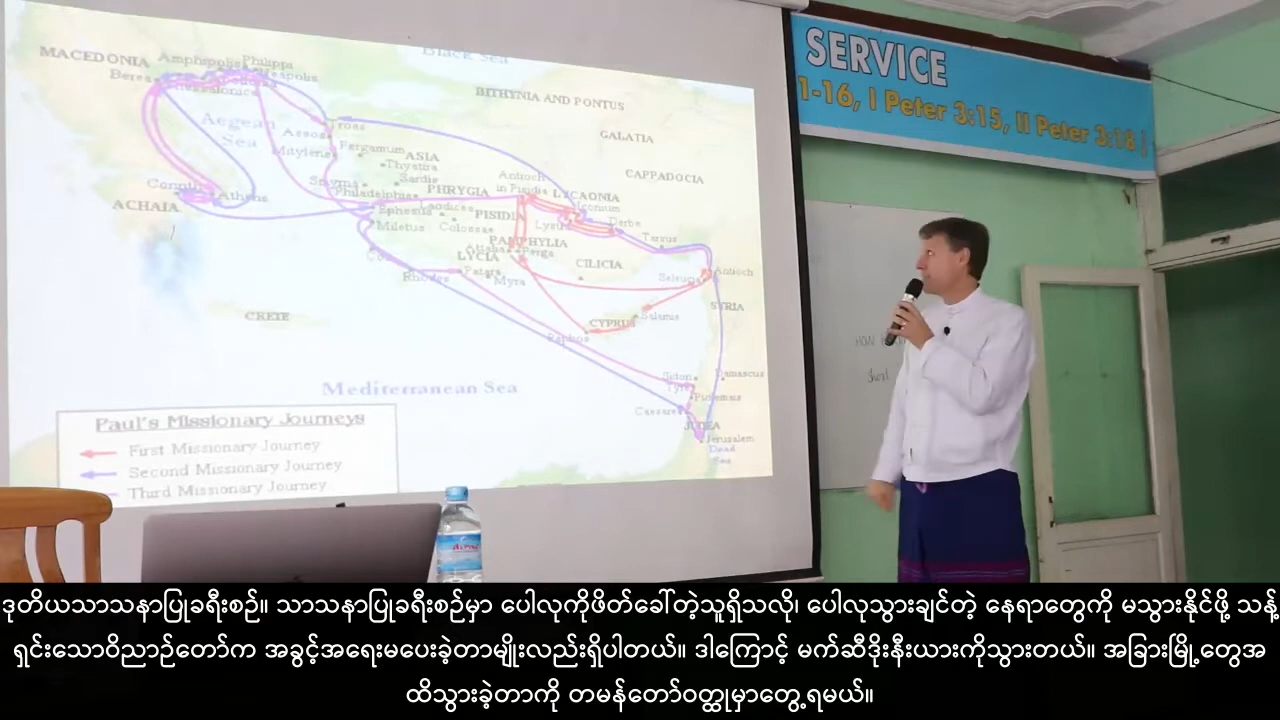 SERVICE
1-16, I Peter 3:15, II Peter 3:18
Black Sea
MACEDONIA
Amphipolis
Philippi
Neapolis
Berea
Thessalonica
BITHYNIA AND PONTUS
Aegean
Sea
Troas
Assos
GALATIA
Mitylene
Pergamum
ASIA
Thyatira
Sardis
CAPPADOCIA
Smyrna
Philadelphia
PHRYGIA
Antioch
in Pisidia
LYCAONIA
Iconium
Corinth
Athens
ACHAIA
Ephesus
Laodicea
PISIDIA
Lystra
Derbe
Miletus
Colossae
Tarsus
PAMPHYLIA
Attalia
Perga
LYCIA
CILICIA
Antioch
Seleucia
Rhodes
Patara
Myra
SYRIA
CRETE
CYPRUS
Salamis
Paphos
Mediterranean Sea
Sidon
Damascus
Tyre
Ptolemais
Caesarea
JUDEA
Jerusalem
Dead
Sea
Paul's Missionary Journeys
First Missionary Journey
Second Missionary Journey
Third Missionary Journey
ဒုတိယသာသနာပြုခရီးစဉ်။ သာသနာပြုခရီးစဉ်မှာ ပေါလုကိုဖိတ်ခေါ်တဲ့သူရှိသလို၊ ပေါလုသွားချင်တဲ့ နေရာတွေကို မသွားနိုင်ဖို့ သန့်
ရှင်းသောဝိညာဉ်တော်က အခွင့်အရေးမပေးခဲ့တာမျိုးလည်းရှိပါတယ်။ ဒါကြောင့် မက်ဆီဒိုးနီးယားကိုသွားတယ်။ အခြားမြို့တွေအ
ထိသွားခဲ့တာကို တမန်တော်ဝတ္ထုမှာတွေ့ရမယ်။